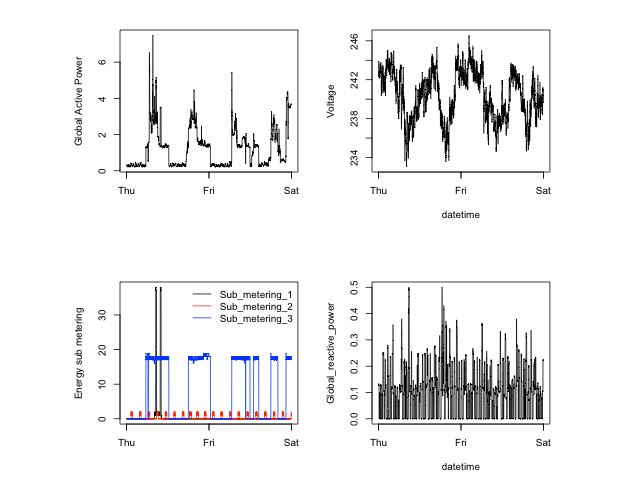 Global Active Power
6
4
2
0
Thu Fri Sat
Voltage
246
242
238
234
Thu Fri Sat
datetime
Energy sub metering
30
20
10
0
Sub_metering_1
Sub_metering_2
Sub_metering_3
Thu Fri Sat
Global_reactive_power
0.5
0.4
0.3
0.2
0.1
0.0
Thu Fri Sat
datetime